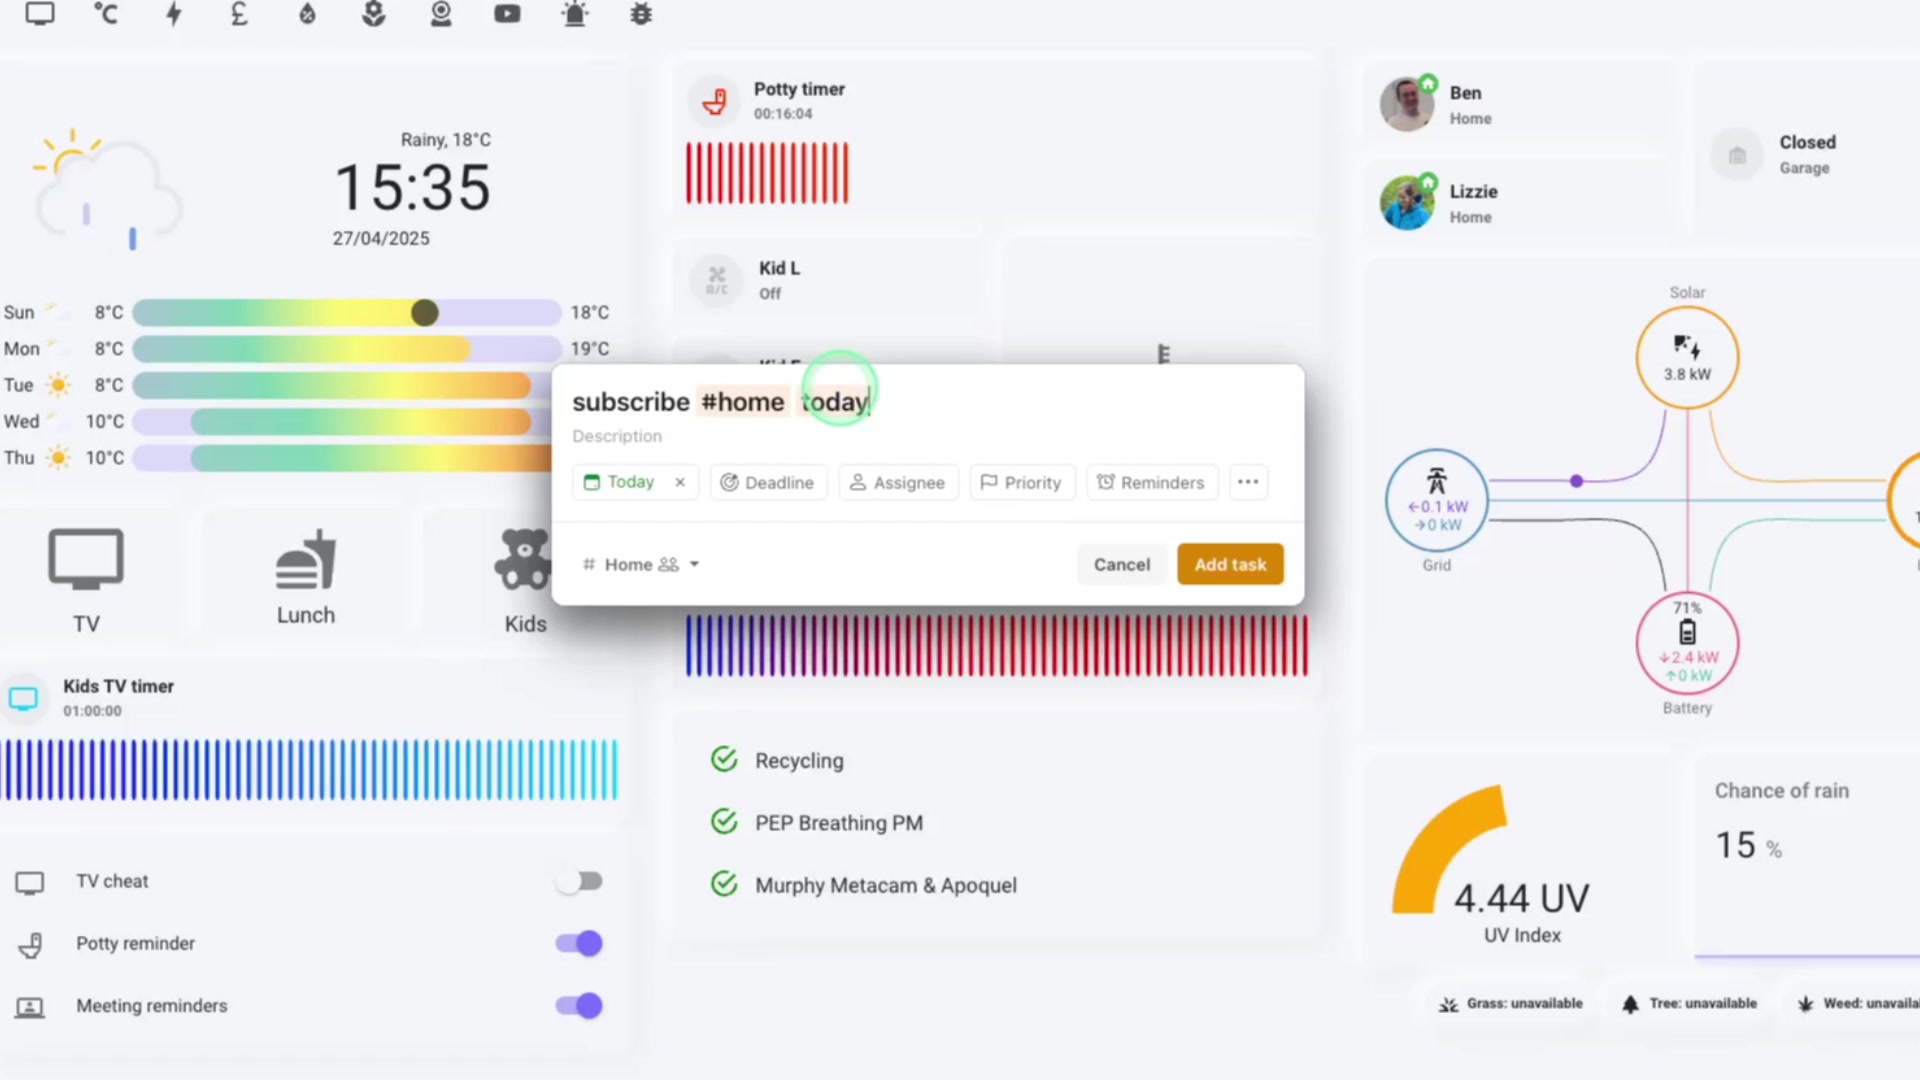 °C
£
Rainy, 18°C
15:35
27/04/2025
Sun 8°C 18°C
Mon 8°C 19°C
Tue 8°C
Wed 10°C
Thu 10°C
TV
Lunch
Kids
Kids TV timer
01:00:00
TV cheat
Potty reminder
Meeting reminders
Potty timer
00:16:04
Kid L
Off
A/C
subscribe #home today
Description
Today × Deadline Assignee Priority Reminders ...
# Home
Cancel
Add task
Recycling
PEP Breathing PM
Murphy Metacam & Apoquel
Ben
Home
Lizzie
Home
Closed
Garage
Solar
3.8 kW
←0.1 kW
→0 kW
Grid
71%
↓2.4 kW
↑0 kW
Battery
4.44 UV
UV Index
Chance of rain
15 %
Grass: unavailable
Tree: unavailable
Weed: